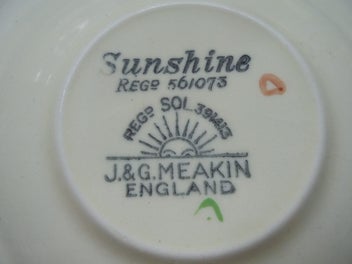 Sunshine
REGD 561073
REGD SOL 391413
J.&G. MEAKIN
ENGLAND